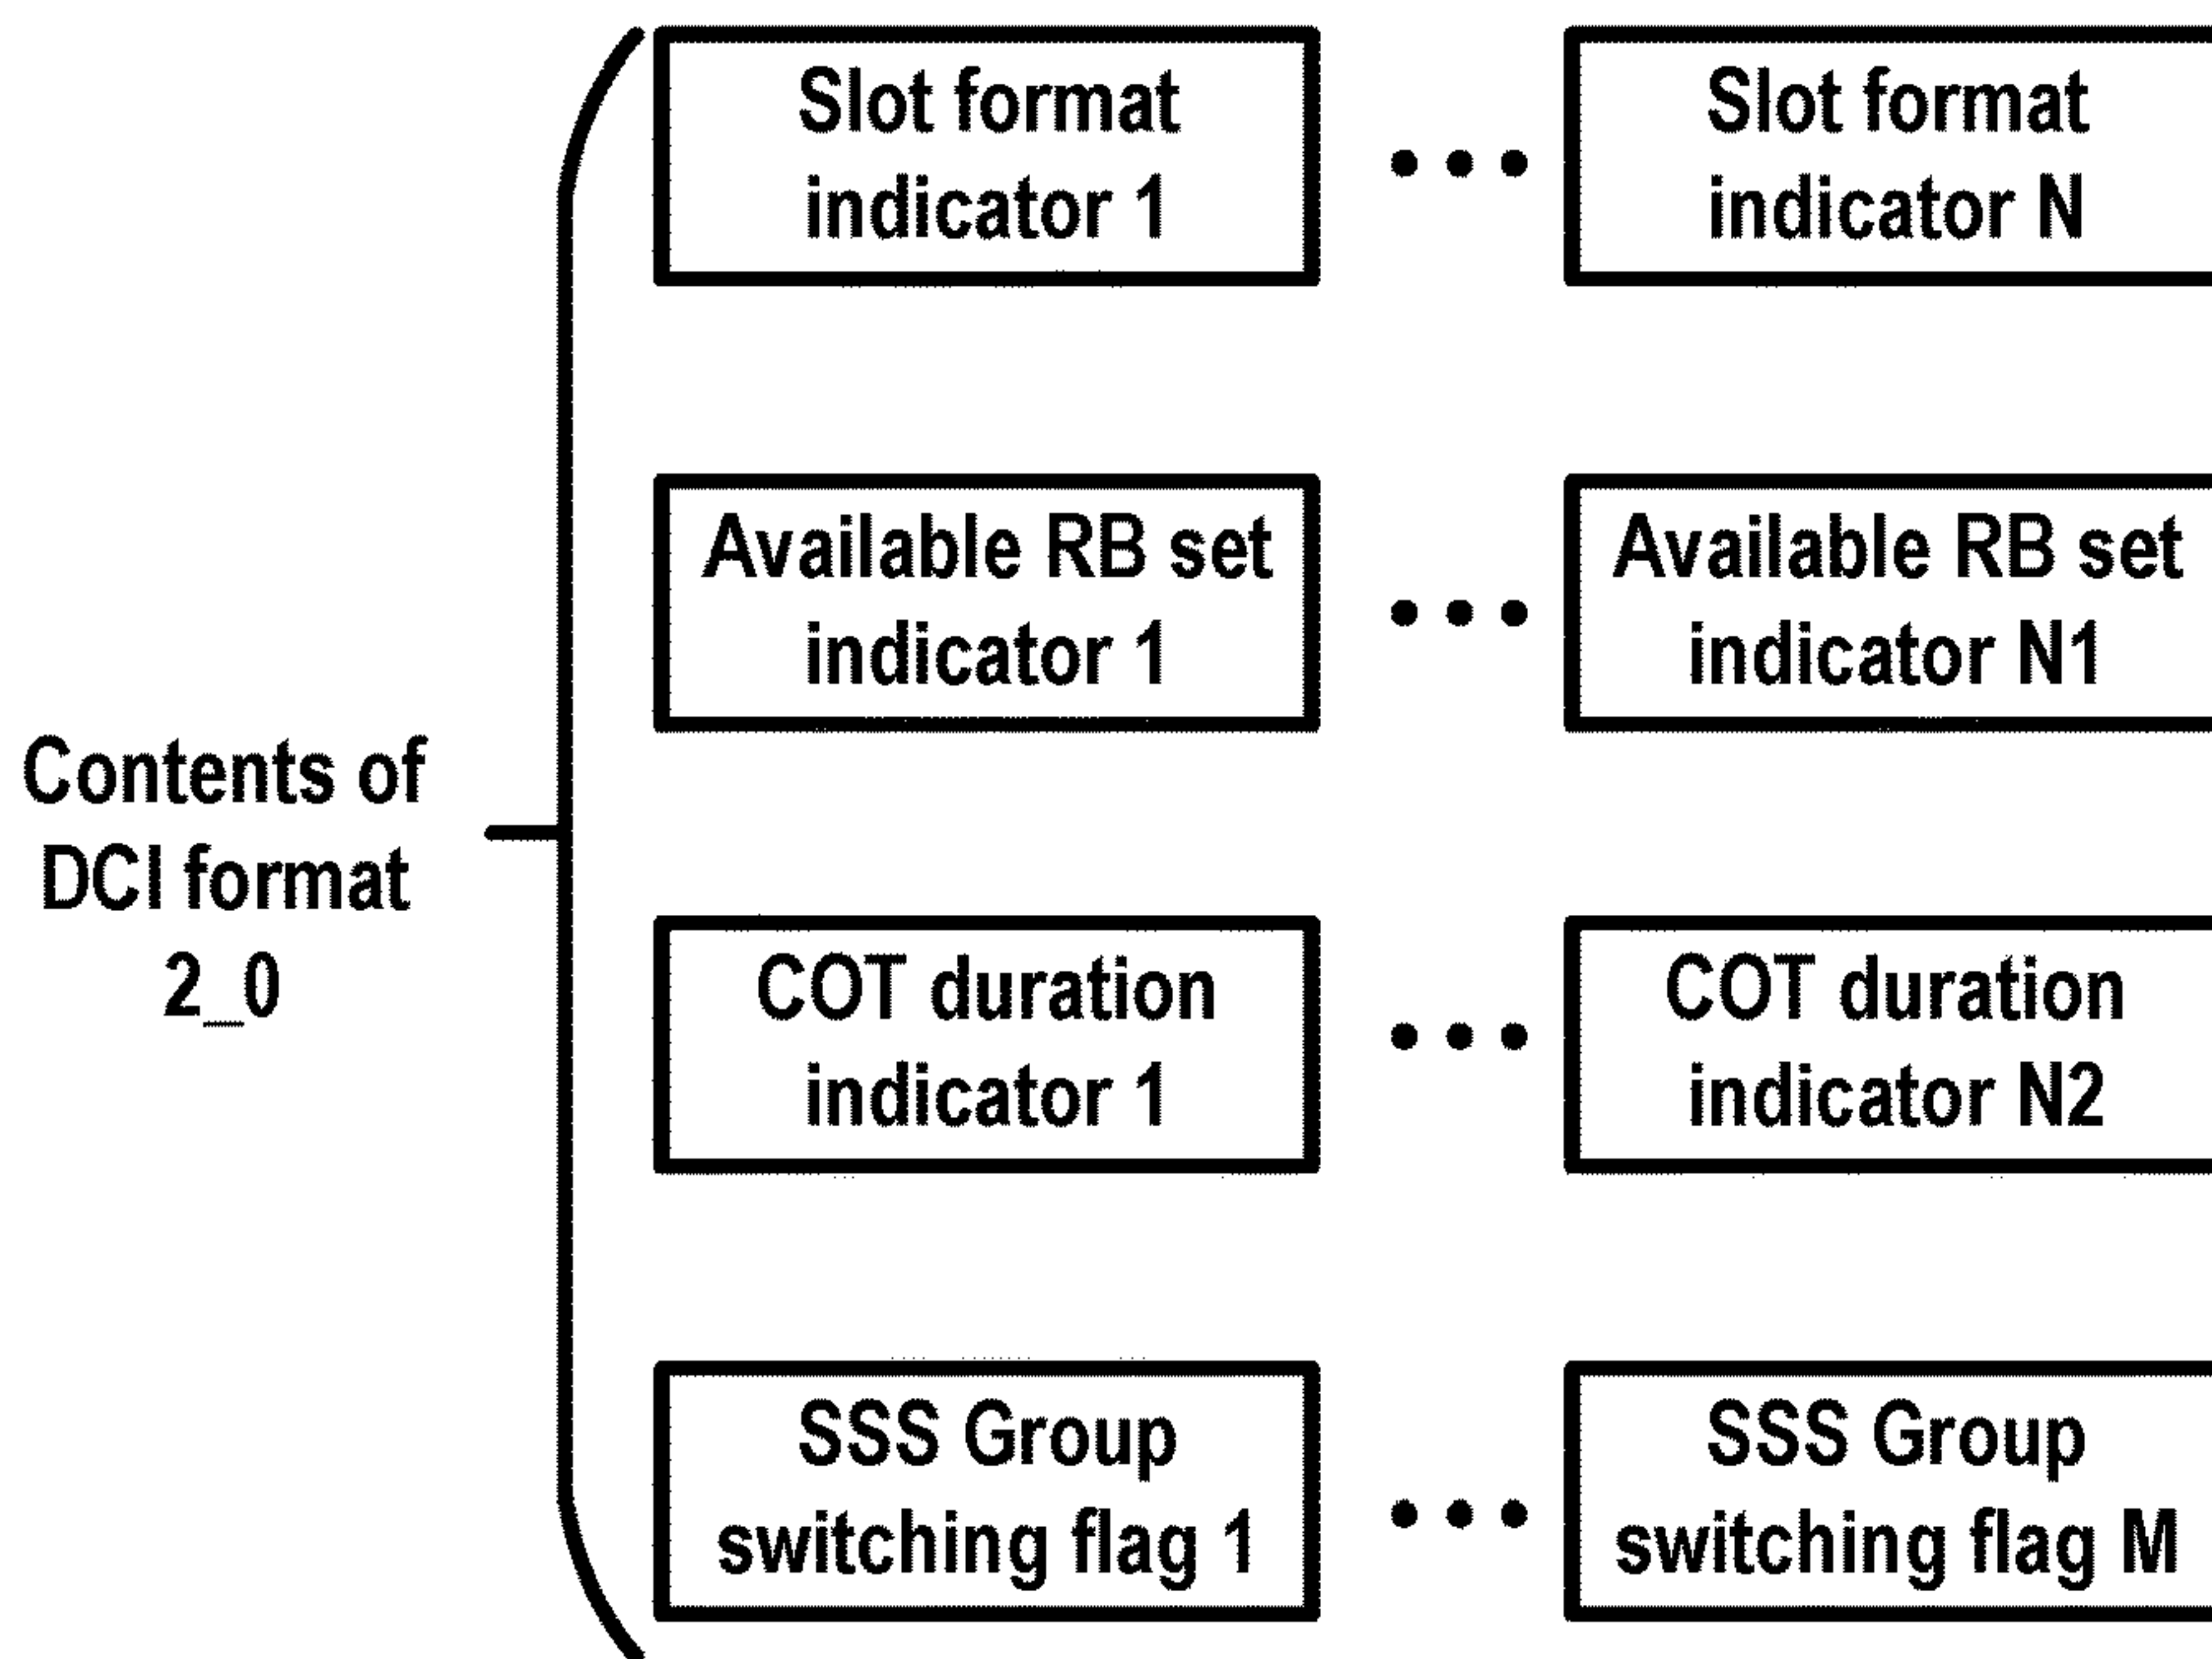 Contents of
DCI format
2_0
Slot format
indicator 1
Slot format
indicator N
Available RB set
indicator 1
Available RB set
indicator N1
COT duration
indicator 1
COT duration
indicator N2
SSS Group
switching flag 1
SSS Group
switching flag M